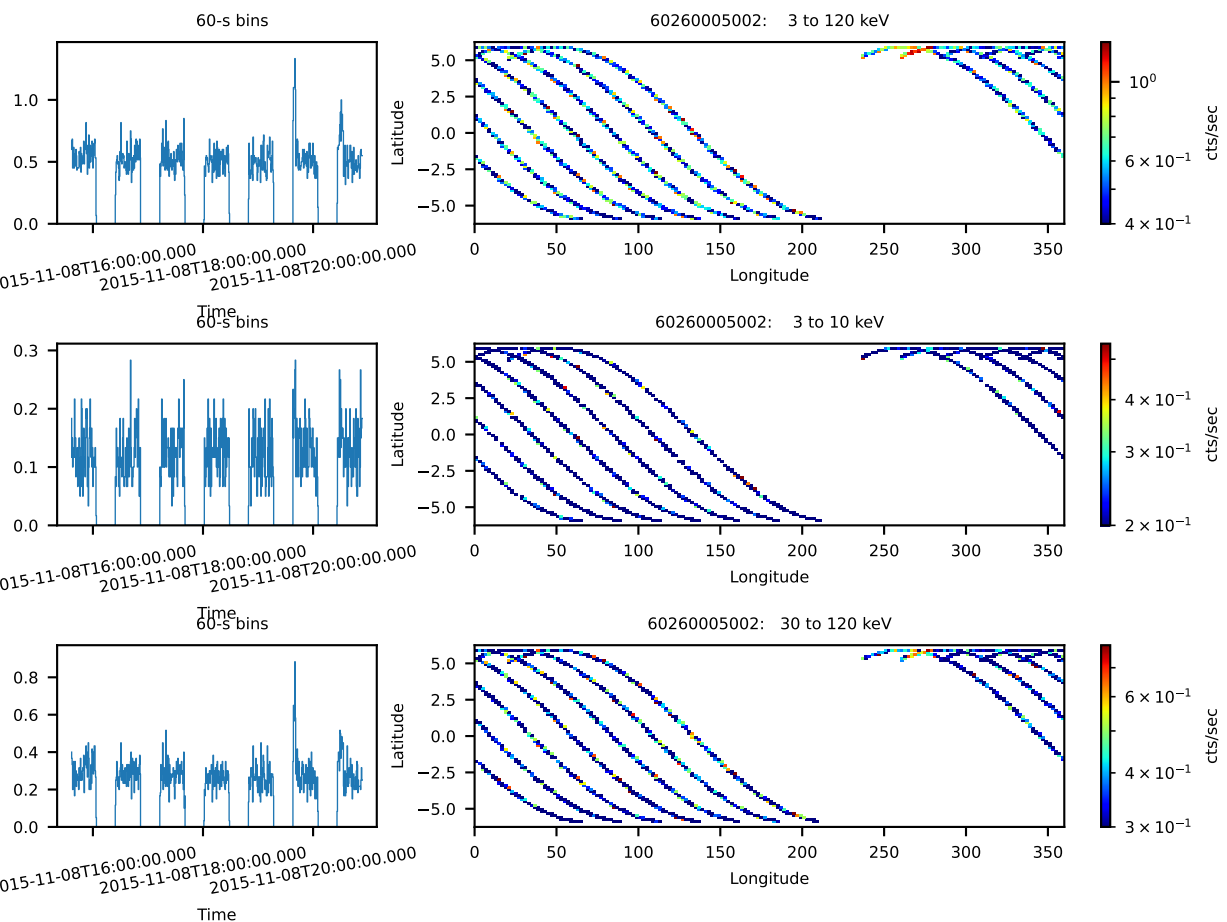 60-s bins
60260005002:    3 to 120 keV
1.0
0.5
0.0
015-11-08T16:00:00.000
2015-11-08T18:00:00.000
2015-11-08T20:00:00.000
Time
Latitude
5.0
2.5
0.0
−2.5
−5.0
0 50 100 150 200 250 300 350
Longitude
10⁰
6 × 10⁻¹
4 × 10⁻¹
cts/sec
60-s bins
60260005002:    3 to 10 keV
0.3
0.2
0.1
0.0
015-11-08T16:00:00.000
2015-11-08T18:00:00.000
2015-11-08T20:00:00.000
Time
Latitude
5.0
2.5
0.0
−2.5
−5.0
0 50 100 150 200 250 300 350
Longitude
4 × 10⁻¹
3 × 10⁻¹
2 × 10⁻¹
cts/sec
60-s bins
60260005002:   30 to 120 keV
0.8
0.6
0.4
0.2
0.0
015-11-08T16:00:00.000
2015-11-08T18:00:00.000
2015-11-08T20:00:00.000
Time
Latitude
5.0
2.5
0.0
−2.5
−5.0
0 50 100 150 200 250 300 350
Longitude
6 × 10⁻¹
4 × 10⁻¹
3 × 10⁻¹
cts/sec